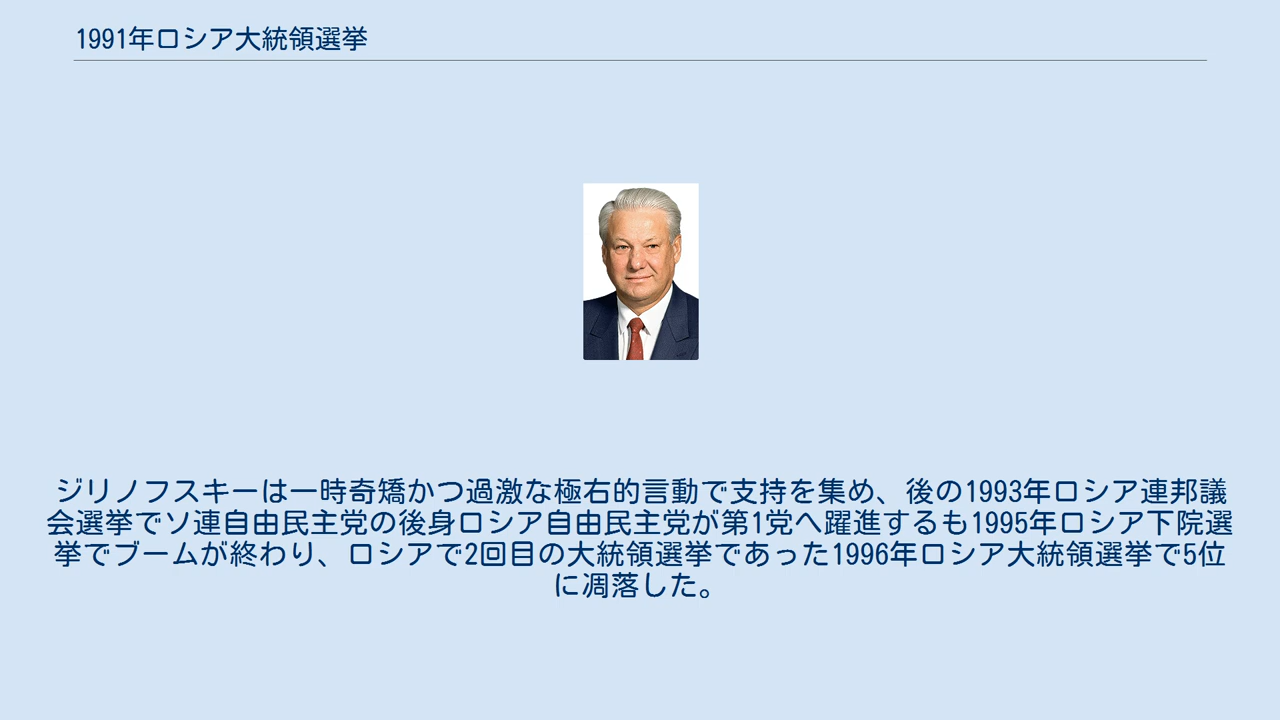 1991年ロシア大統領選挙
ジリノフスキーは一時奇矯かつ過激な極右的言動で支持を集め、後の1993年ロシア連邦議
会選挙でソ連自由民主党の後身ロシア自由民主党が第1党へ躍進するも1995年ロシア下院選
挙でブームが終わり、ロシアで2回目の大統領選挙であった1996年ロシア大統領選挙で5位
に凋落した。